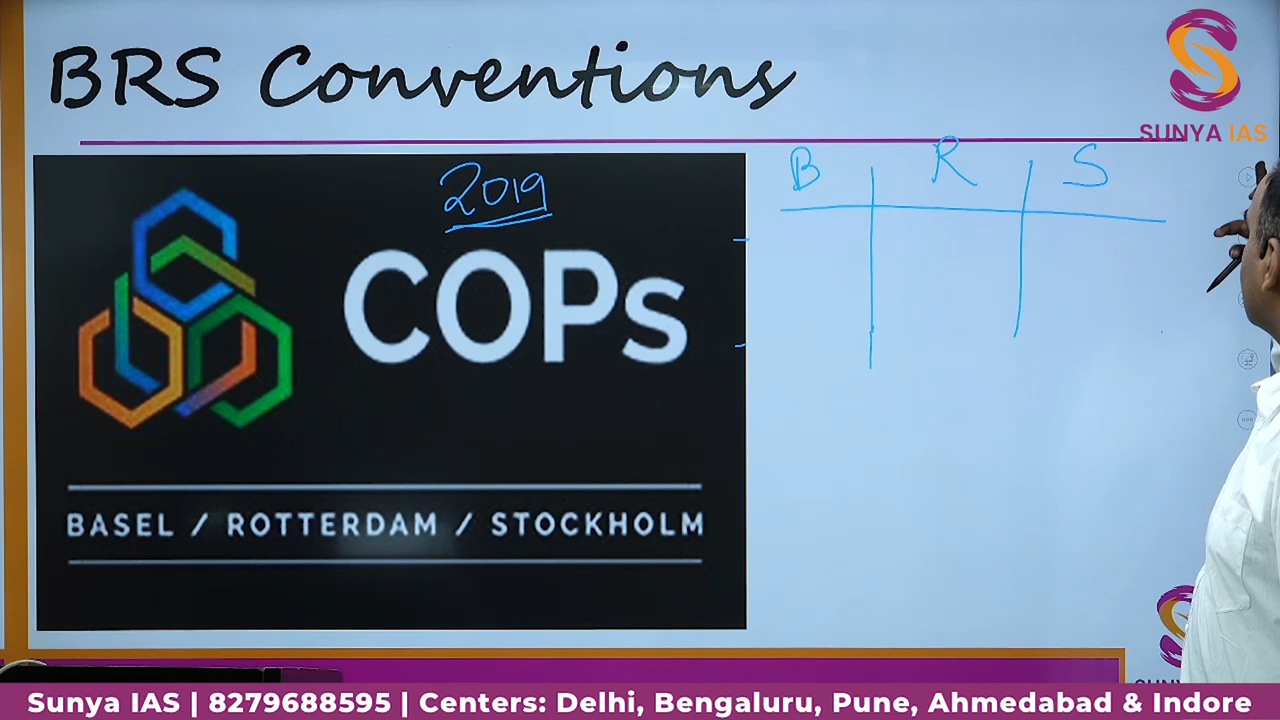 BRS Conventions
SUNYA IAS
B R S
2019
COPs
BASEL / ROTTERDAM / STOCKHOLM
Sunya IAS | 8279688595 | Centers: Delhi, Bengaluru, Pune, Ahmedabad & Indore